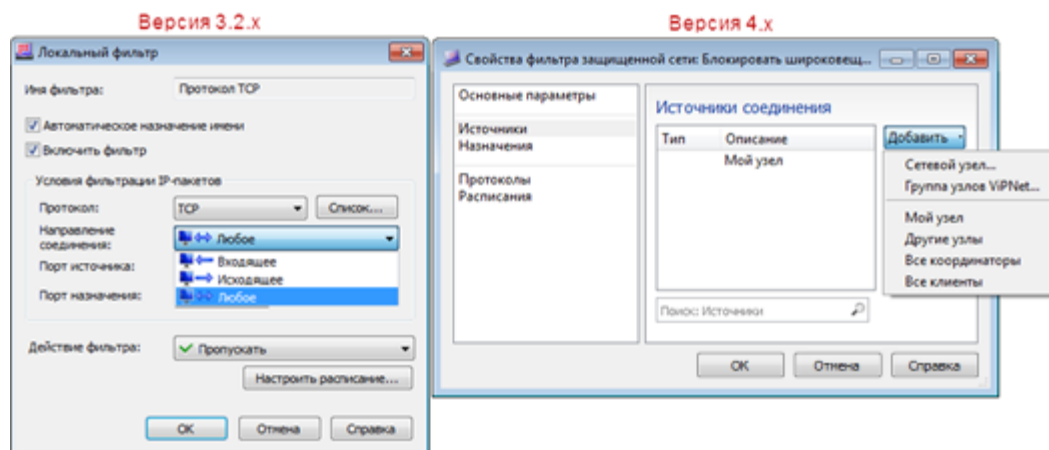 Версия 3.2.x
Локальный фильтр
Имя фильтра: Протокол TCP
Автоматическое назначение имени
Включить фильтр
Условия фильтрации IP-пакетов
Протокол: TCP Список...
Направление
соединения: Любое
Входящее
Порт источника:
Исходящее
Порт назначения: Любое
Действие фильтра: Пропускать
Настроить расписание...
ОК Отмена Справка
Версия 4.x
Свойства фильтра защищенной сети: Блокировать широковещ...
Основные параметры
Источники
Назначения
Протоколы
Расписания
Источники соединения
Тип Описание
Мой узел
Поиск: Источники
Добавить
Сетевой узел...
Группа узлов ViPNet...
Мой узел
Другие узлы
Все координаторы
Все клиенты
ОК Отмена Справка